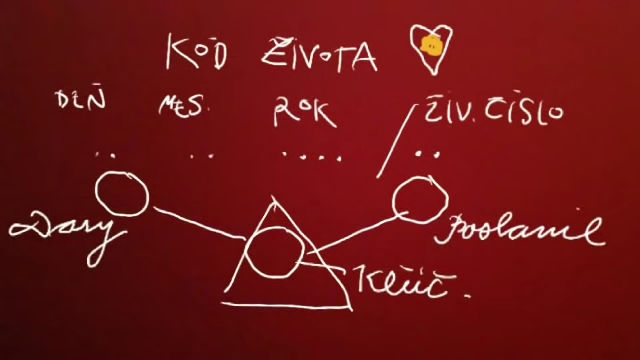 KÓD ŽIVOTA
DEŇ MES. ROK ŽIV. ČÍSLO
.. .. .... ..
Dary Poslanie
Kľúč.